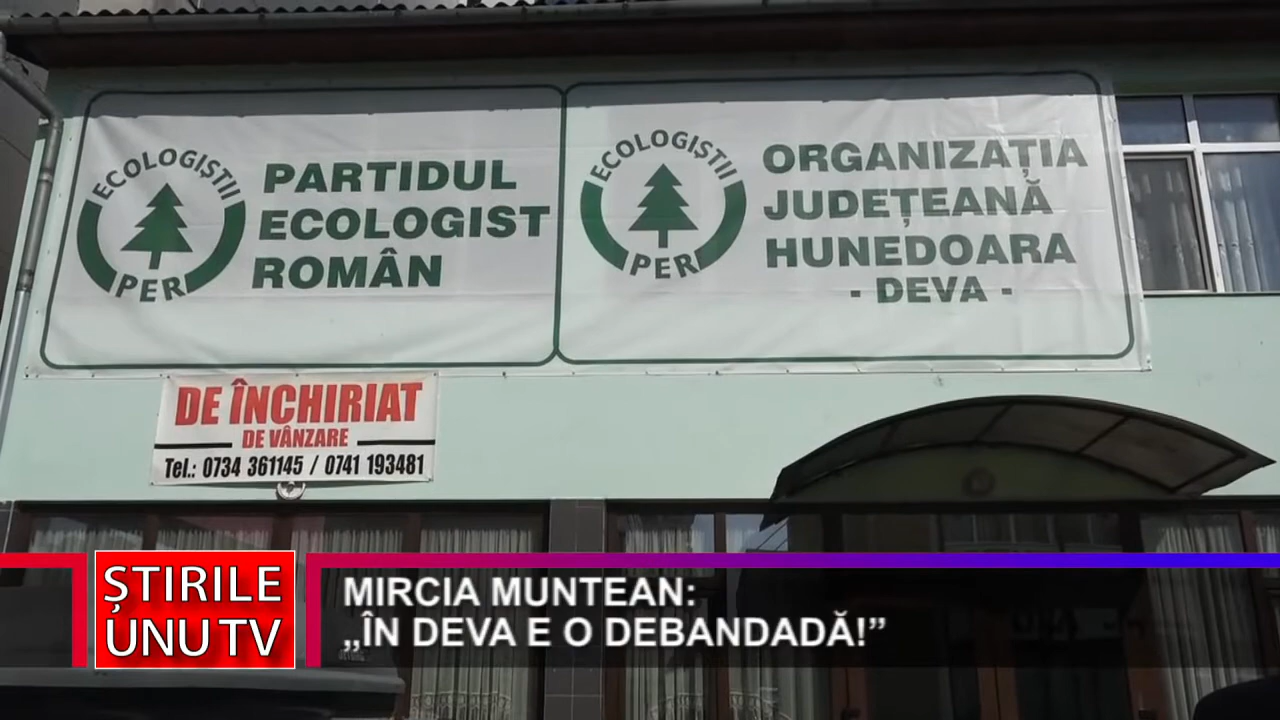 ECOLOGIȘTII
PER
PARTIDUL
ECOLOGIST
ROMÂN
ECOLOGIȘTII
PER
ORGANIZAȚIA
JUDEȚEANĂ
HUNEDOARA
- DEVA -
DE ÎNCHIRIAT
DE VÂNZARE
Tel.: 0734 361145 / 0741 193481
ȘTIRILE
UNU TV
MIRCIA MUNTEAN:
„ÎN DEVA E O DEBANDADĂ!”